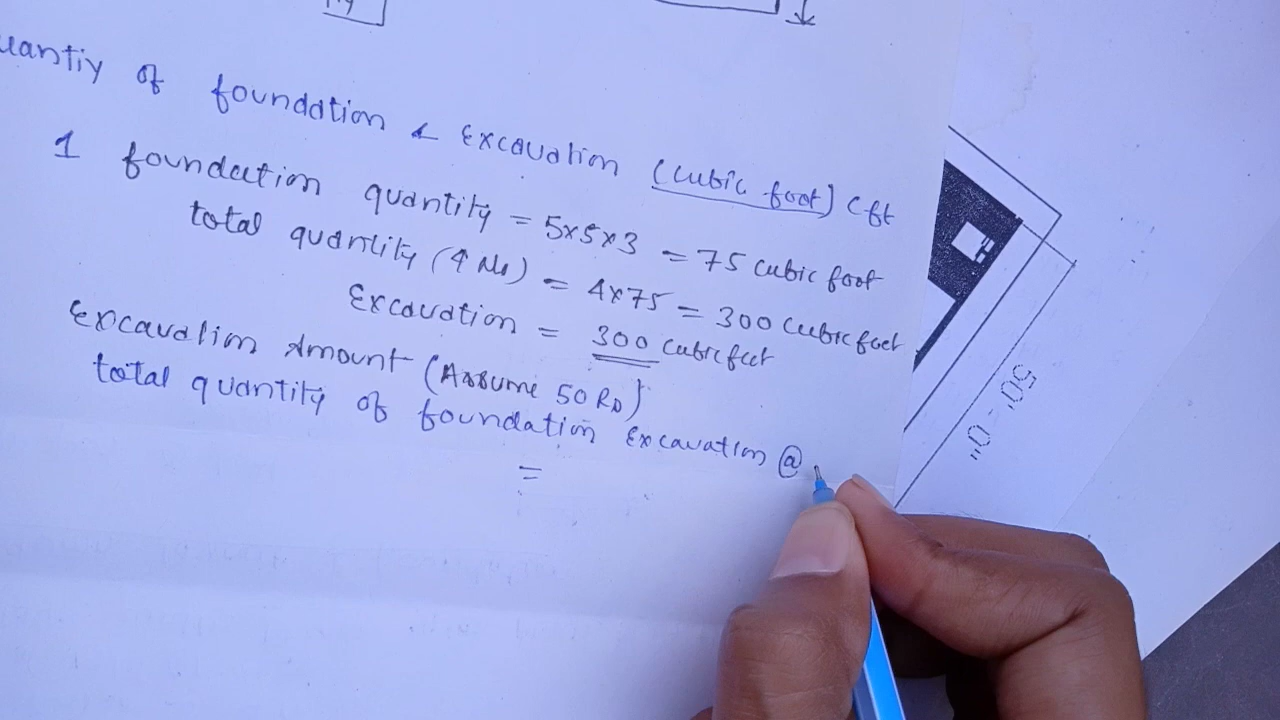 uantiy of foundation & Excavation (cubic foot) Cft
1 foundation quantity = 5x5x3 = 75 cubic foot
total quantity (4 No) = 4x75 = 300 cubic feet
Excavation = 300 cubic feet
Excavation Amount (Assume 50 Rs)
total quantity of foundation Excavation @
=
50'-0"